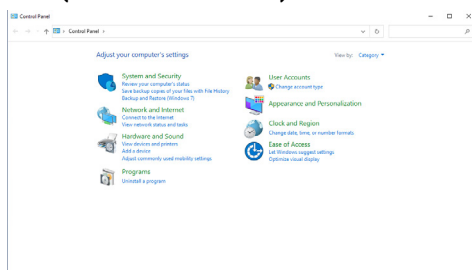 Control Panel
Control Panel
Adjust your computer's settings
View by: Category
System and Security
Review your computer's status
Save backup copies of your files with File History
Backup and Restore (Windows 7)
Network and Internet
Connect to the Internet
View network status and tasks
Hardware and Sound
View devices and printers
Add a device
Adjust commonly used mobility settings
Programs
Uninstall a program
User Accounts
Change account type
Appearance and Personalization
Clock and Region
Change date, time, or number formats
Ease of Access
Let Windows suggest settings
Optimize visual display